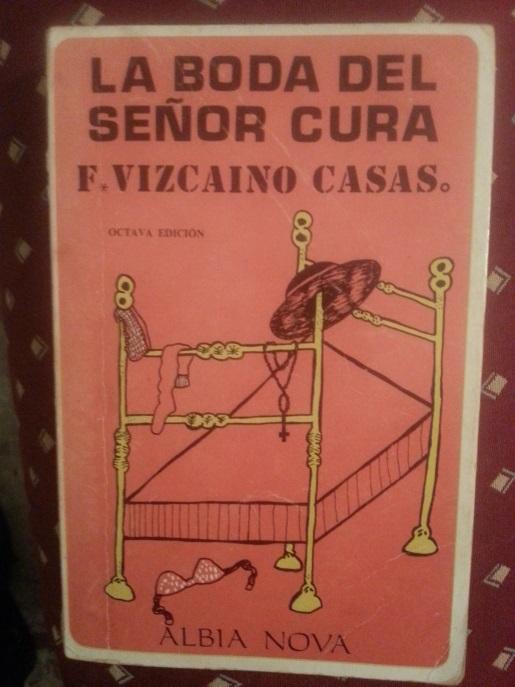 LA BODA DEL
SEÑOR CURA
F. VIZCAINO CASAS.
OCTAVA EDICIÓN
ALBIA NOVA